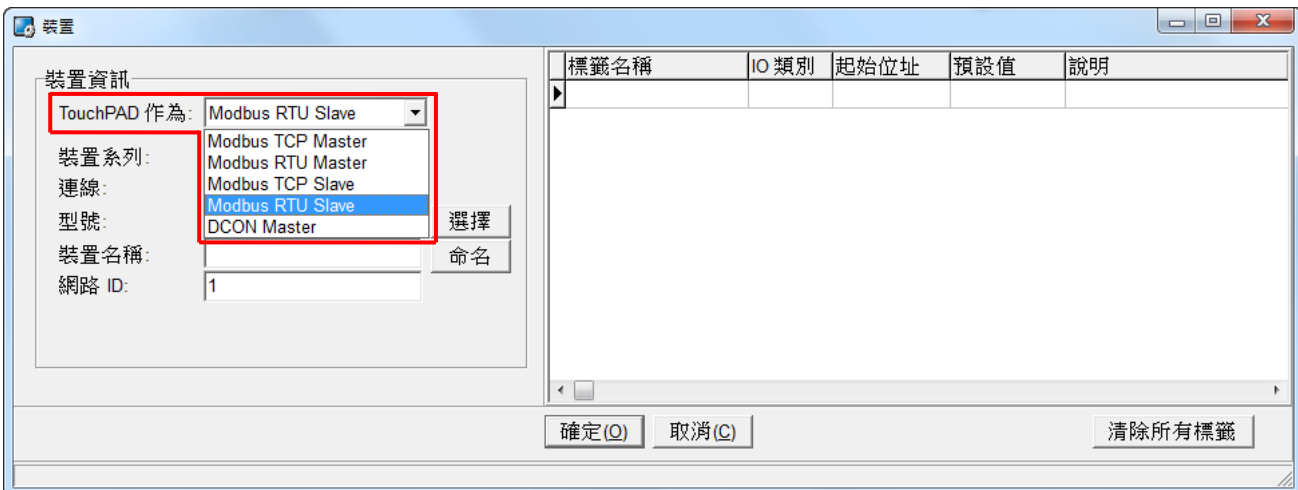 裝置
裝置資訊
TouchPAD 作為: Modbus RTU Slave
Modbus TCP Master
Modbus RTU Master
Modbus TCP Slave
Modbus RTU Slave
DCON Master
裝置系列:
連線:
型號: 選擇
裝置名稱: 命名
網路 ID: 1
標籤名稱 IO 類別 起始位址 預設值 說明
確定(O) 取消(C) 清除所有標籤